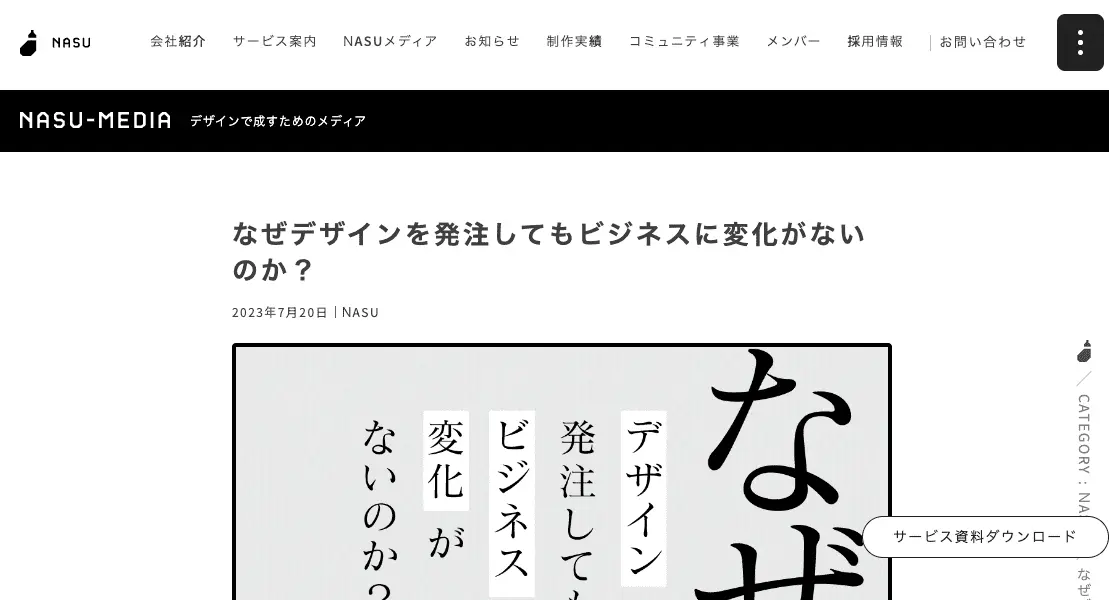 NASU
会社紹介
サービス案内
NASUメディア
お知らせ
制作実績
コミュニティ事業
メンバー
採用情報
お問い合わせ
NASU-MEDIA
デザインで成すためのメディア
なぜデザインを発注してもビジネスに変化がない
のか？
2023年7月20日｜NASU
なぜ
デザイン
発注しても
ビジネス
変化が
ないのか？
／ CATEGORY : NA
なぜ
サービス資料ダウンロード